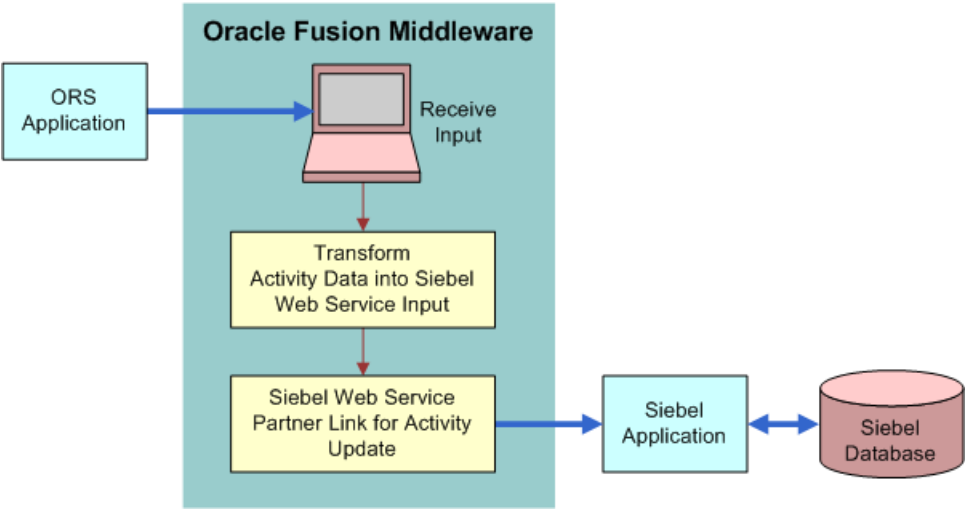 Oracle Fusion Middleware
ORS
Application
Receive
Input
Transform
Activity Data into Siebel
Web Service Input
Siebel Web Service
Partner Link for Activity
Update
Siebel
Application
Siebel
Database